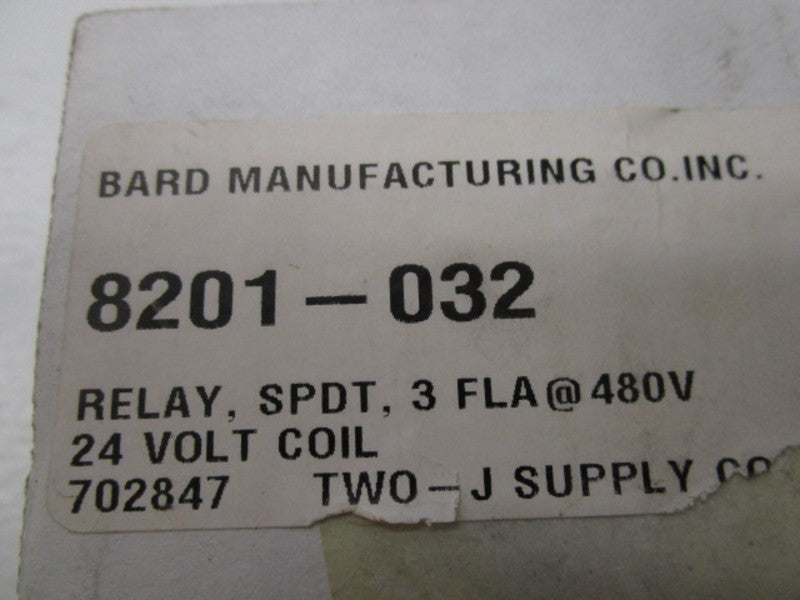 BARD MANUFACTURING CO.INC.
8201-032
RELAY, SPDT, 3 FLA@480V
24 VOLT COIL
702847 TWO-J SUPPLY CO